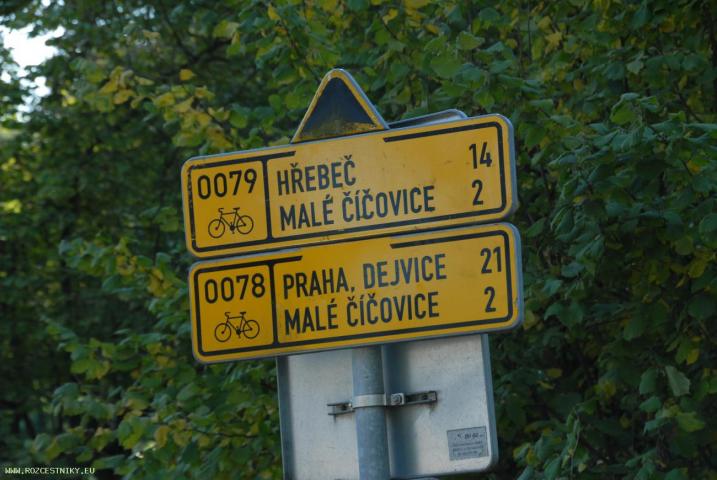 0079
HŘEBEČ 14
MALÉ ČÍČOVICE 2
0078
PRAHA, DEJVICE 21
MALÉ ČÍČOVICE 2
WWW.ROZCESTNIKY.EU